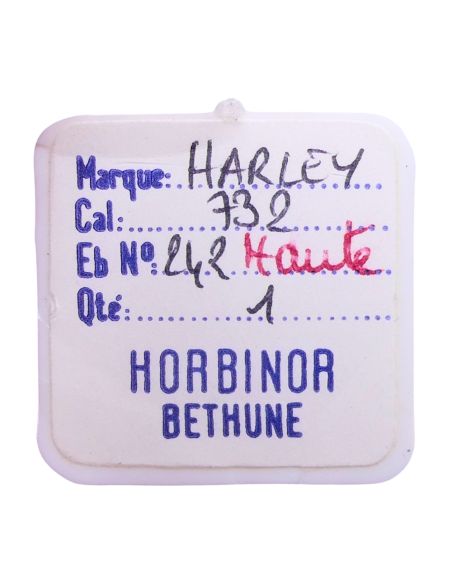 Marque: HARLEY
Cal: 732
Eb Nº: 242 Haute
Qté: 1
HORBINOR
BETHUNE